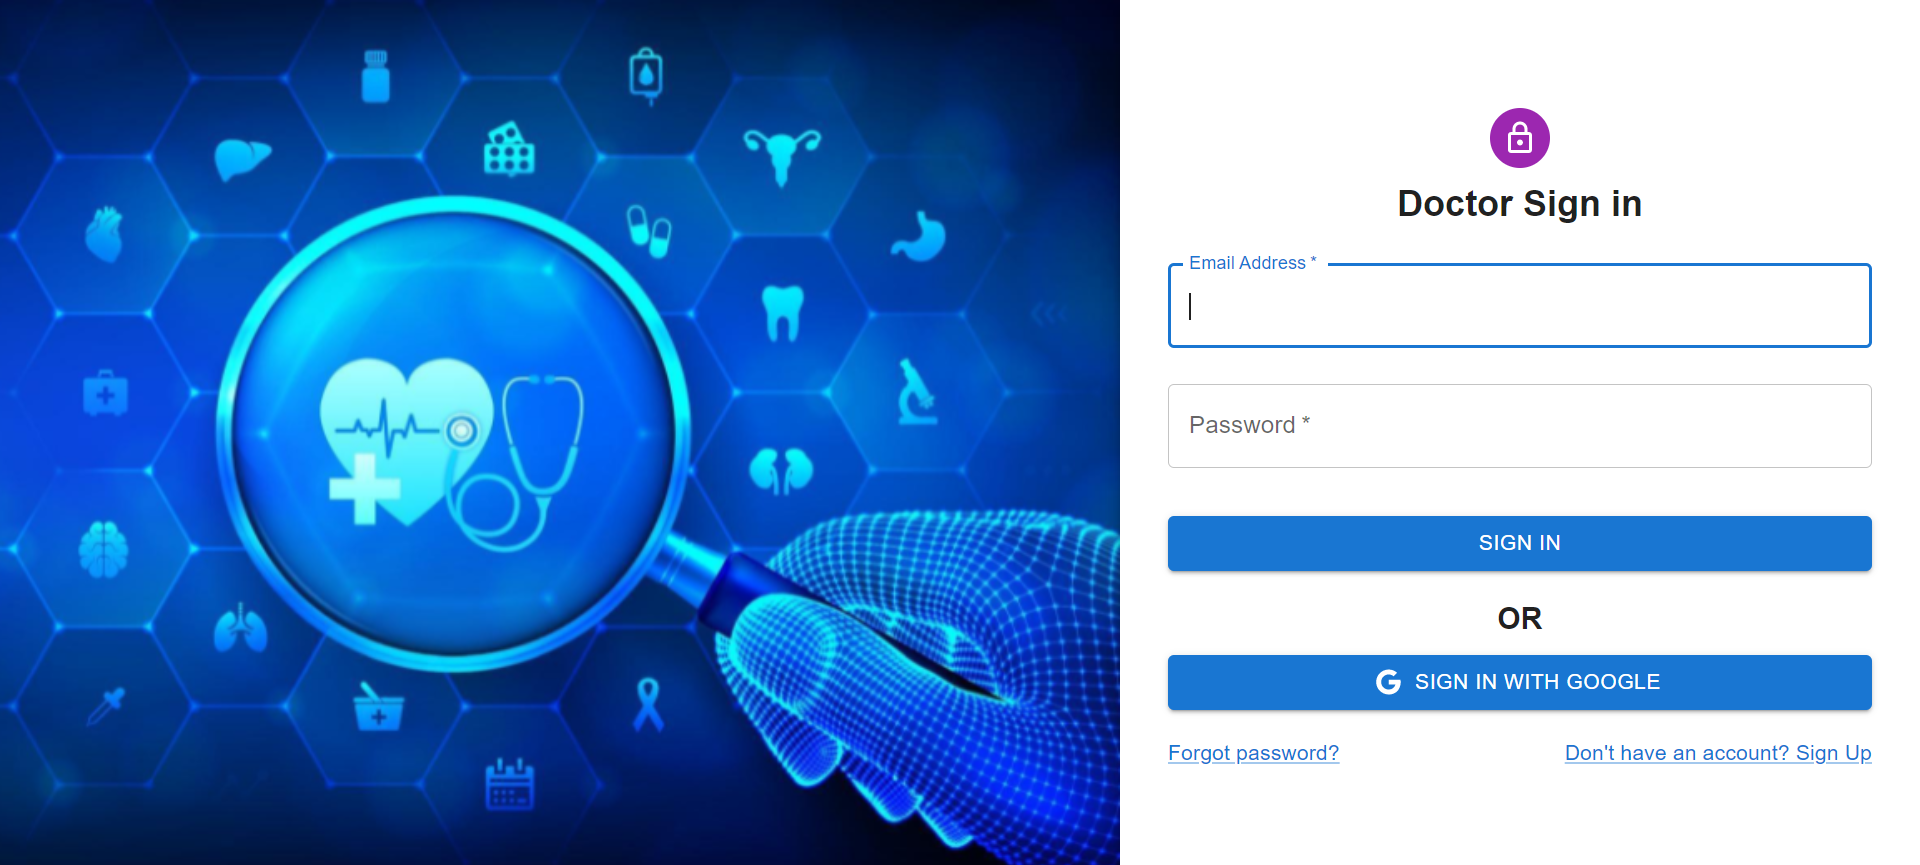 Doctor Sign in
Email Address *
Password *
SIGN IN
OR
SIGN IN WITH GOOGLE
Forgot password?
Don't have an account? Sign Up